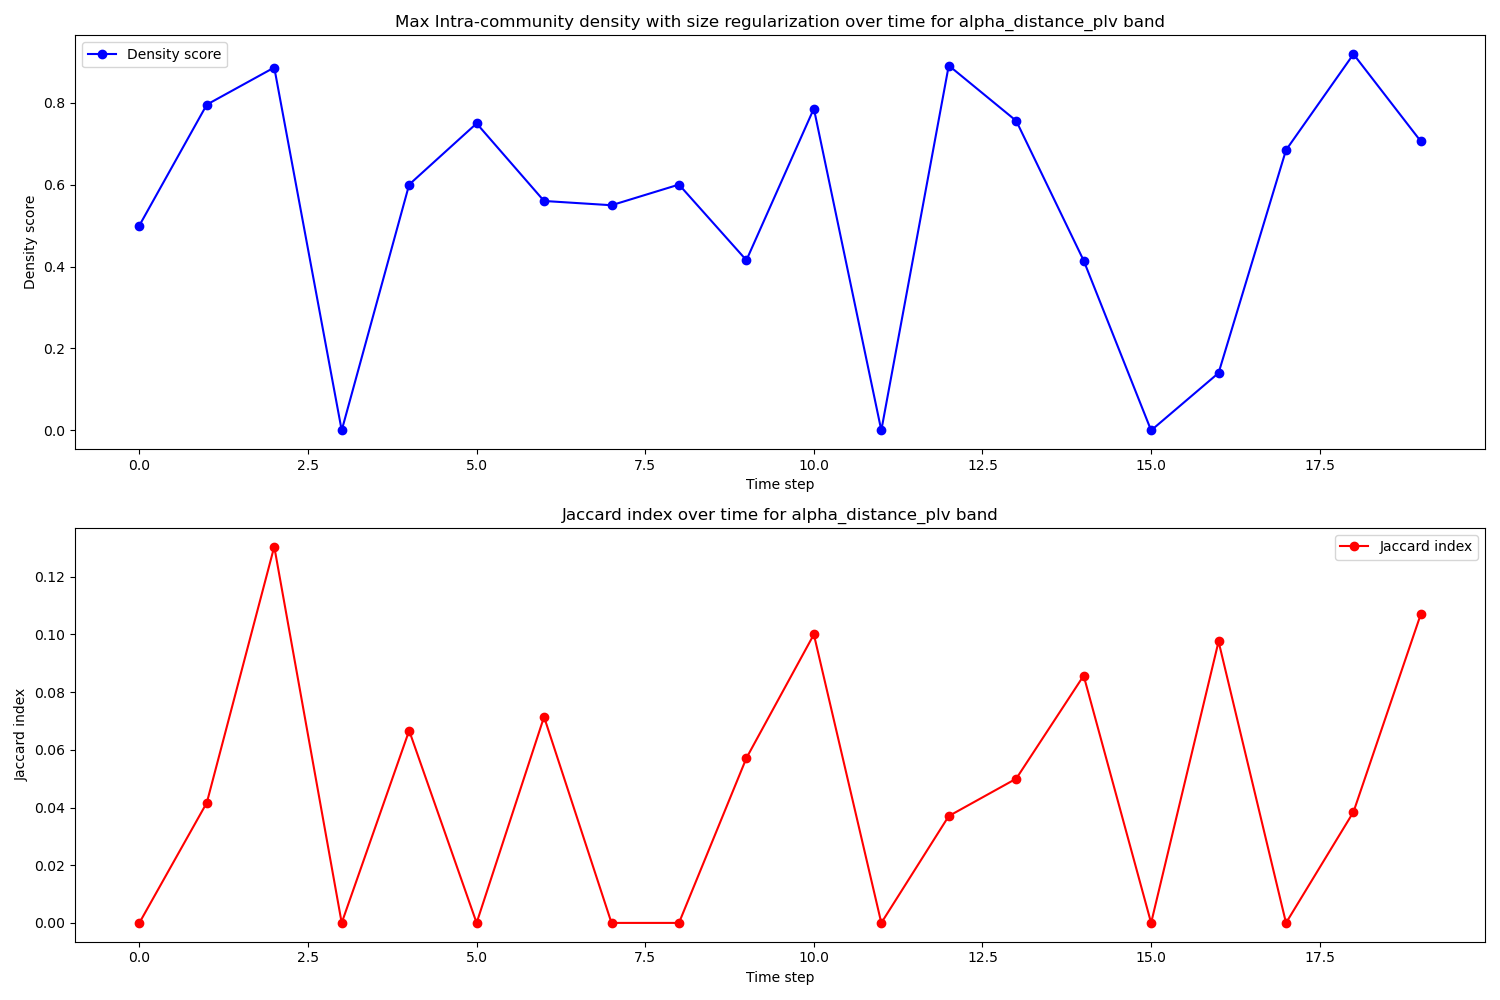 Max Intra-community density with size regularization over time for alpha_distance_plv band
Density score
0.8
0.6
0.4
0.2
0.0
Density score
0.0 2.5 5.0 7.5 10.0 12.5 15.0 17.5
Time step
Jaccard index over time for alpha_distance_plv band
Jaccard index
0.12
0.10
0.08
0.06
0.04
0.02
0.00
Jaccard index
0.0 2.5 5.0 7.5 10.0 12.5 15.0 17.5
Time step